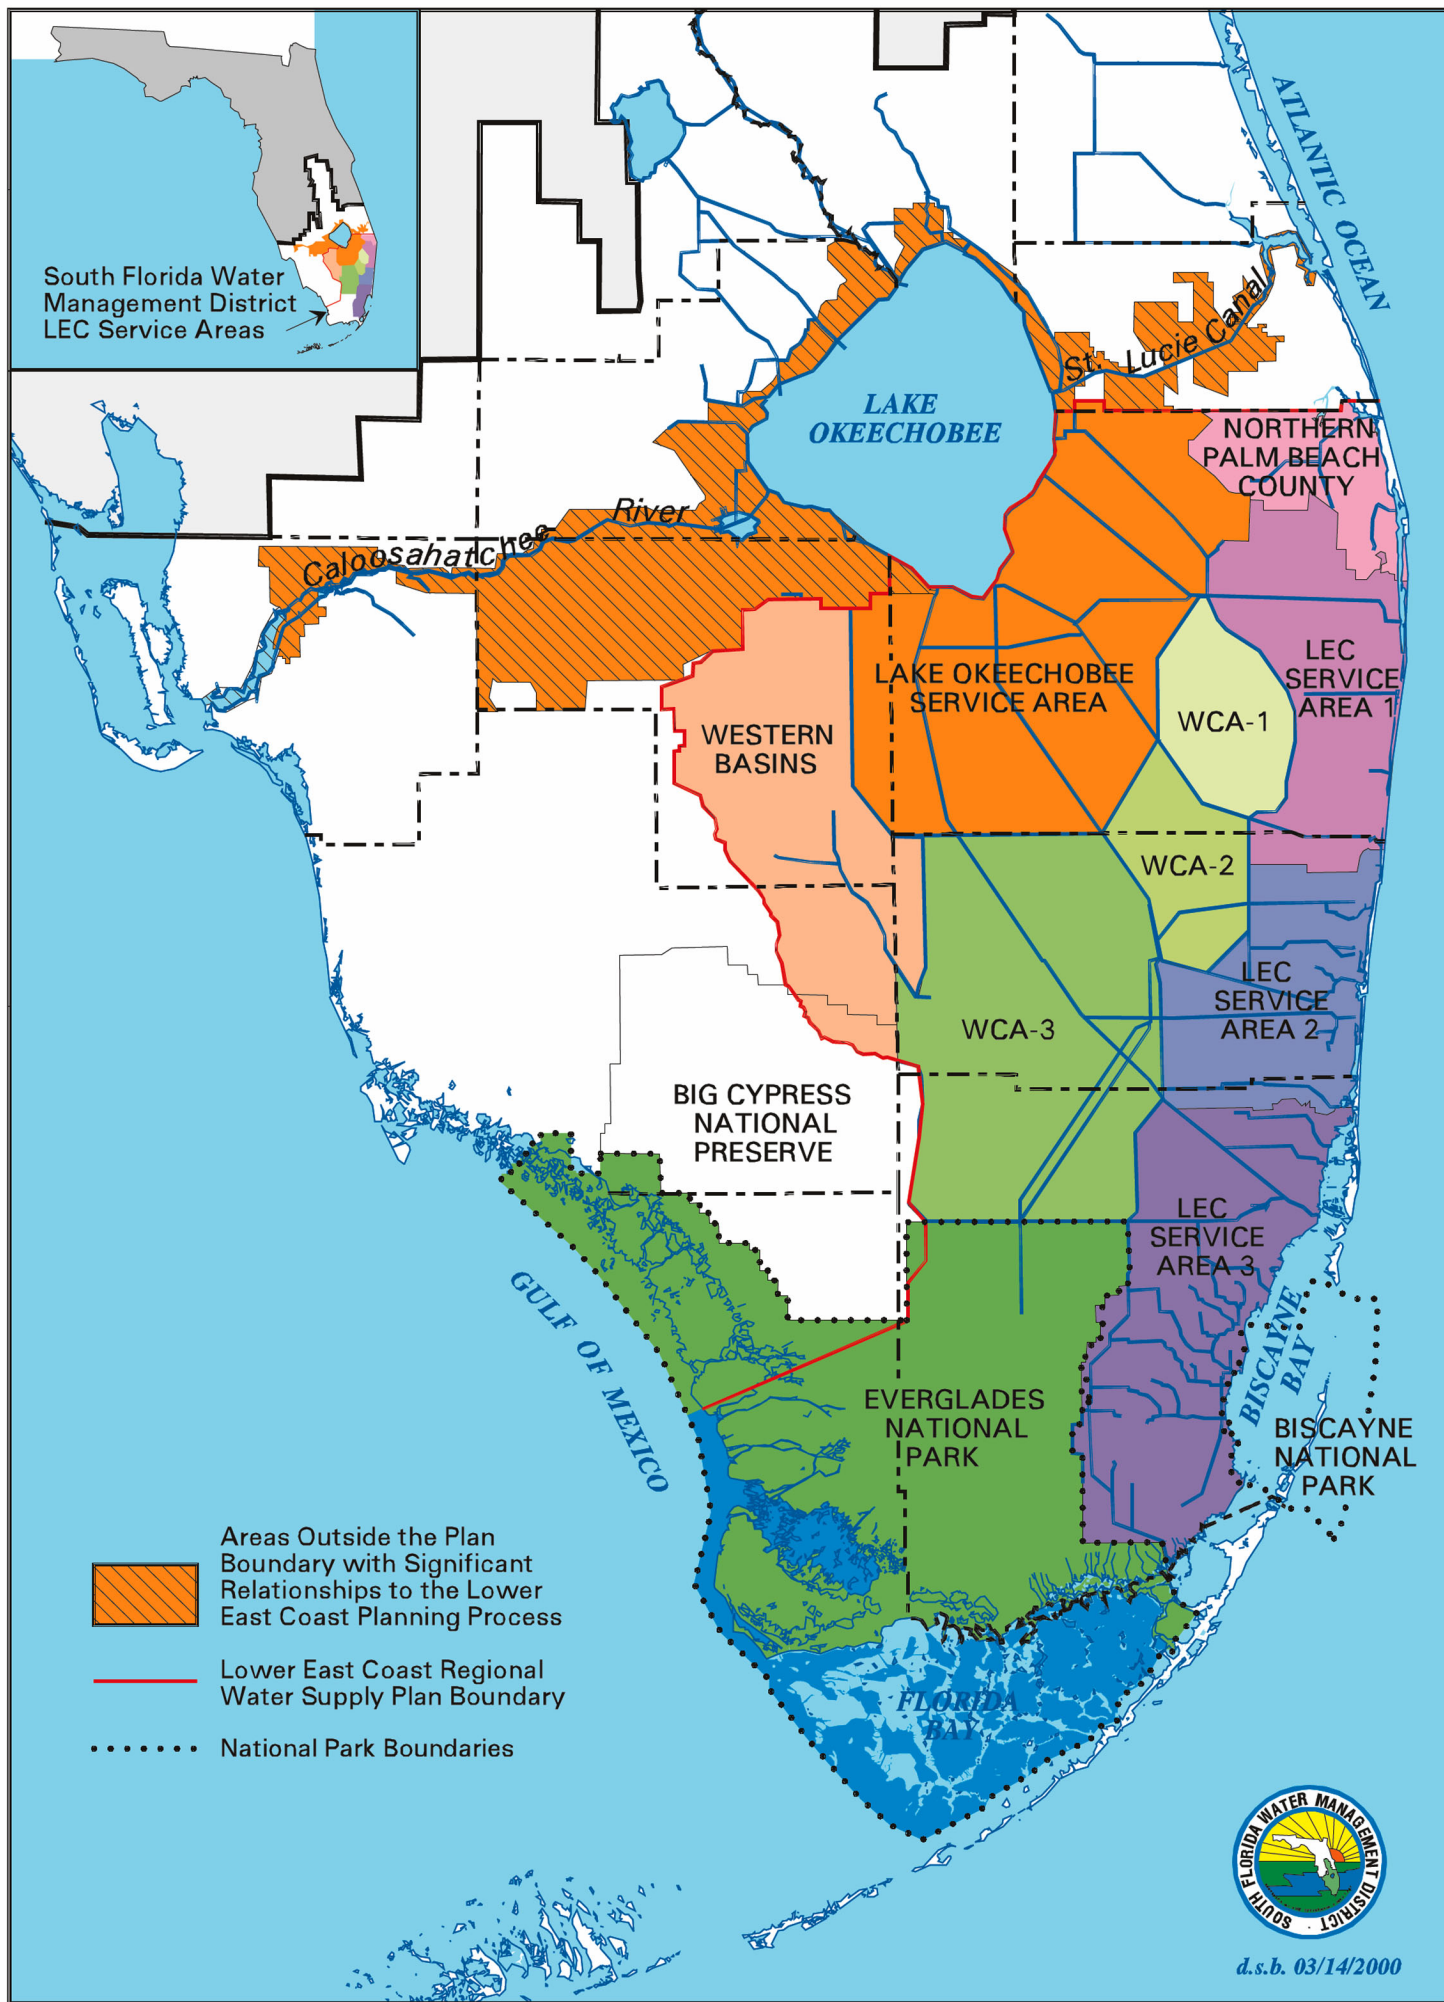 South Florida Water
Management District
LEC Service Areas
ATLANTIC OCEAN
St. Lucie Canal
LAKE
OKEECHOBEE
NORTHERN
PALM BEACH
COUNTY
Caloosahatchee River
LAKE OKEECHOBEE
SERVICE AREA
LEC
SERVICE
AREA 1
WCA-1
WESTERN
BASINS
WCA-2
LEC
SERVICE
AREA 2
WCA-3
BIG CYPRESS
NATIONAL
PRESERVE
LEC
SERVICE
AREA 3
GULF OF MEXICO
BISCAYNE
BAY
EVERGLADES
NATIONAL
PARK
BISCAYNE
NATIONAL
PARK
Areas Outside the Plan
Boundary with Significant
Relationships to the Lower
East Coast Planning Process
Lower East Coast Regional
Water Supply Plan Boundary
National Park Boundaries
FLORIDA
BAY
SOUTH FLORIDA WATER MANAGEMENT DISTRICT
d.s.b. 03/14/2000